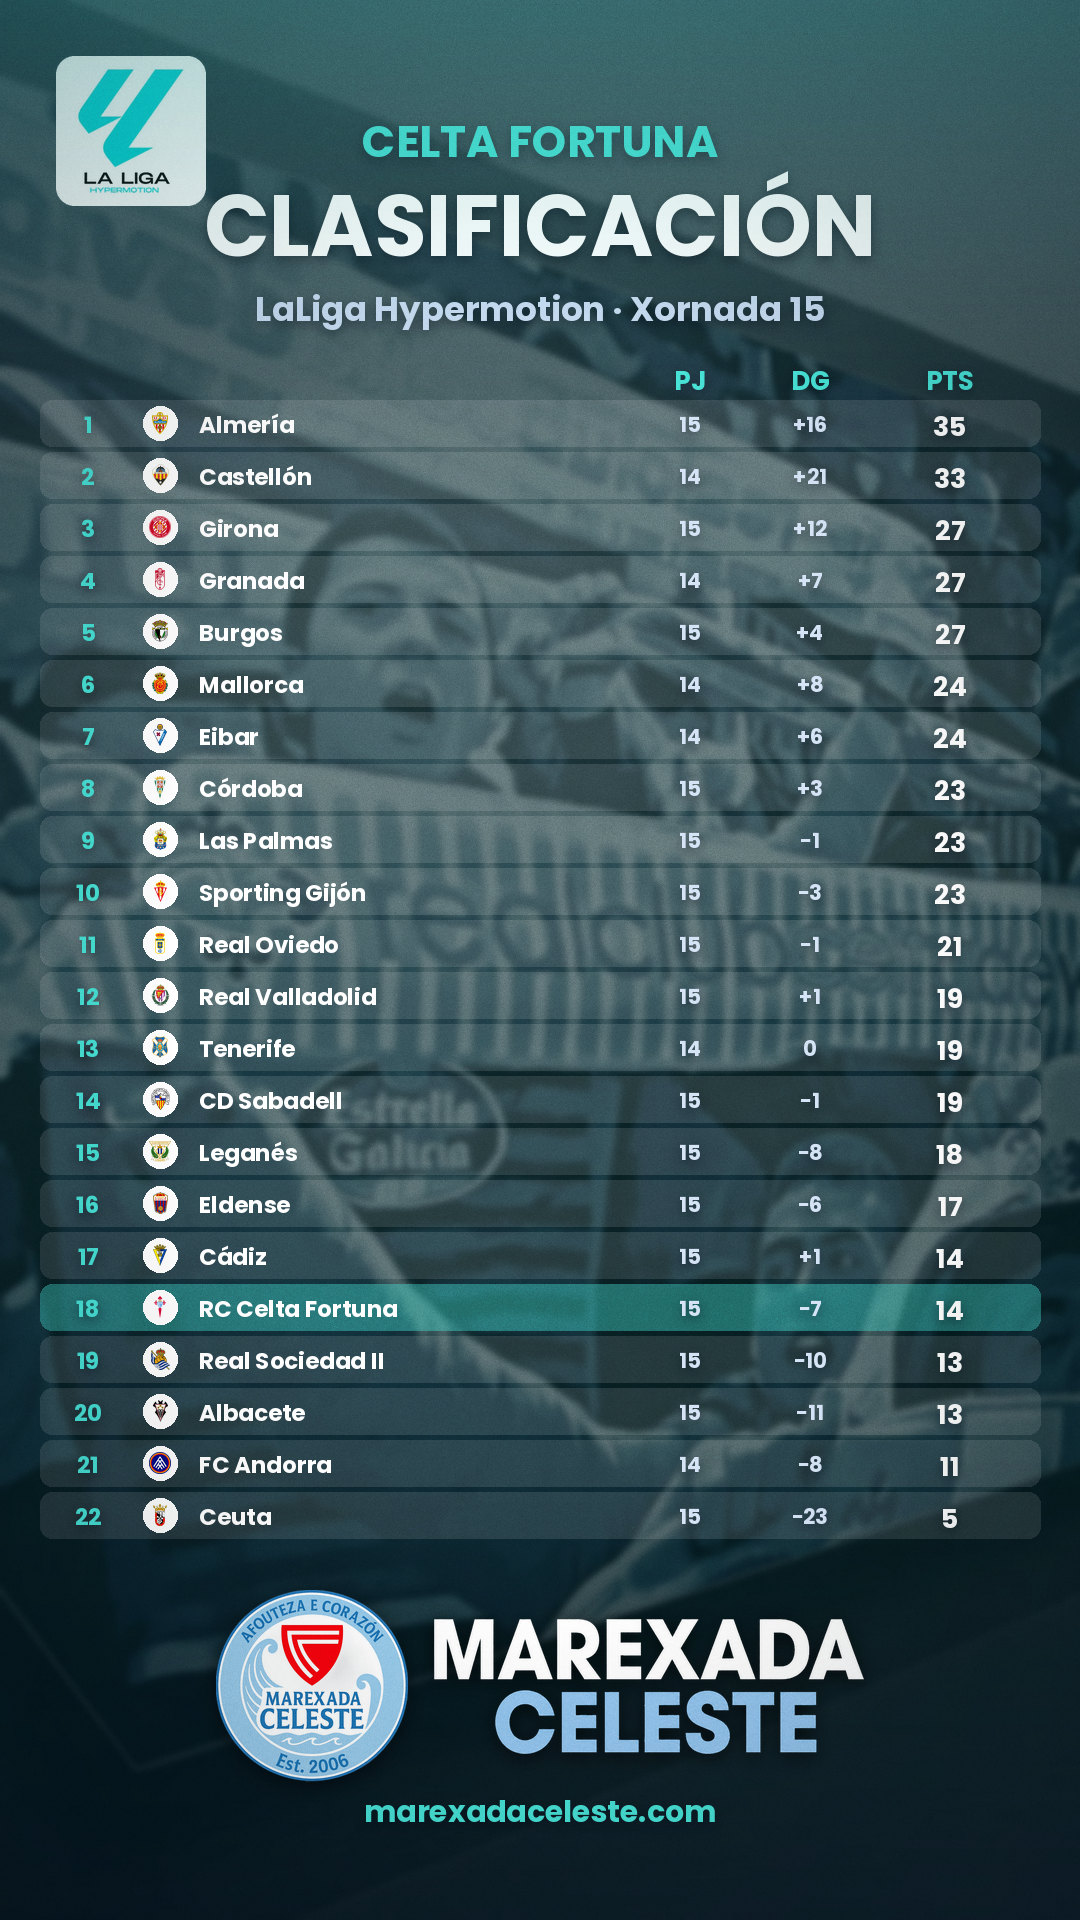 LA LIGA
HYPERMOTION
CELTA FORTUNA
CLASIFICACIÓN
LaLiga Hypermotion · Xornada 15
PJ DG PTS
1 Almería 15 +16 35
2 Castellón 14 +21 33
3 Girona 15 +12 27
4 Granada 14 +7 27
5 Burgos 15 +4 27
6 Mallorca 14 +8 24
7 Eibar 14 +6 24
8 Córdoba 15 +3 23
9 Las Palmas 15 -1 23
10 Sporting Gijón 15 -3 23
11 Real Oviedo 15 -1 21
12 Real Valladolid 15 +1 19
13 Tenerife 14 0 19
14 CD Sabadell 15 -1 19
Estrella
Galicia
15 Leganés 15 -8 18
16 Eldense 15 -6 17
17 Cádiz 15 +1 14
18 RC Celta Fortuna 15 -7 14
19 Real Sociedad II 15 -10 13
20 Albacete 15 -11 13
21 FC Andorra 14 -8 11
22 Ceuta 15 -23 5
AFOUTEZA E CORAZÓN
MAREXADA
CELESTE
Est. 2006
MAREXADA
CELESTE
marexadaceleste.com